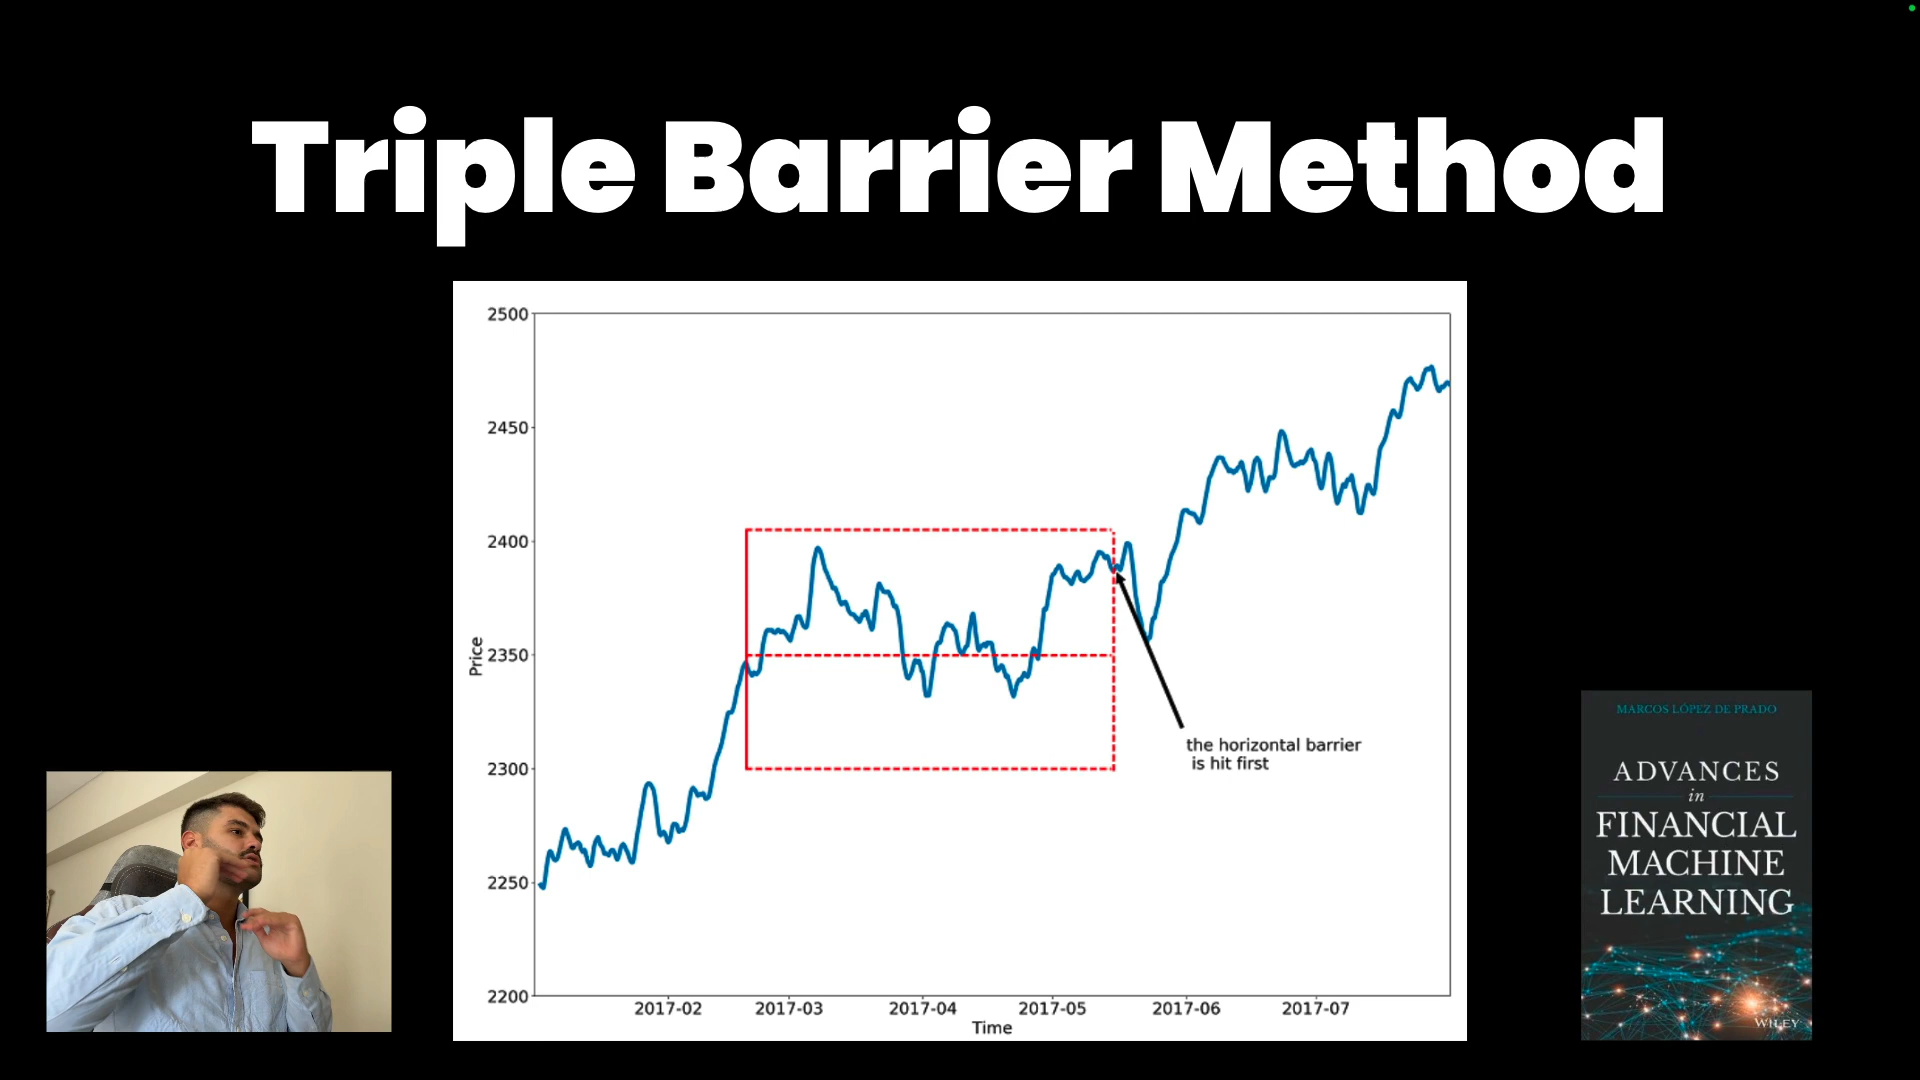 Triple Barrier Method
2500
2450
2400
2350
2300
2250
2200
Price
the horizontal barrier
is hit first
2017-02
2017-03
2017-04
2017-05
2017-06
2017-07
Time
MARCOS LÓPEZ DE PRADO
ADVANCES
in
FINANCIAL
MACHINE
LEARNING
WILEY